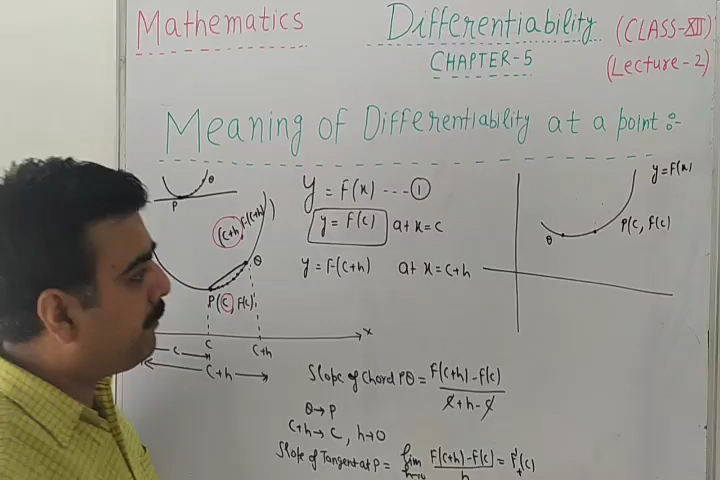 Mathematics
Differentiability (CLASS-XII)
CHAPTER-5
(Lecture-2)
Meaning of Differentiability at a point :-
Q
P
y = F(x) ---- ①
y = F(c) at x=c
y = F(c+h) at x=c+h
(c+h, F(c+h))
Q
P(c, F(c))
x
c
c+h
c
c+h
y=F(x)
P(c, F(c)
Q
Slope of Chord PQ = F(c+h)-F(c) / c+h-c
Q→P
c+h→c, h→0
Slope of Tangent at P = lim F(c+h)-F(c) / h = F'₊(c)